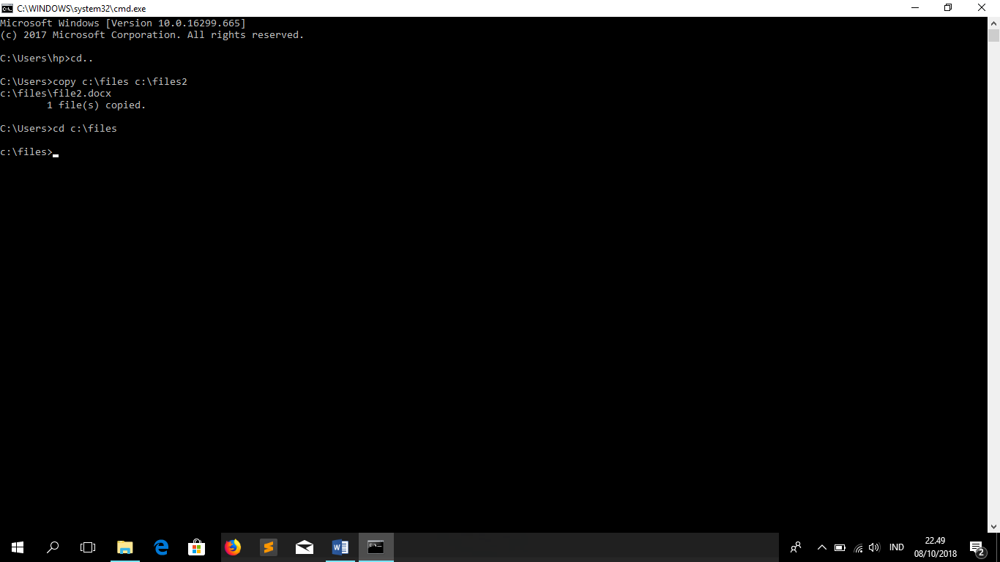 C:\WINDOWS\system32\cmd.exe
Microsoft Windows [Version 10.0.16299.665]
(c) 2017 Microsoft Corporation. All rights reserved.
C:\Users\hp>cd..
C:\Users>copy c:\files c:\files2
c:\files\file2.docx
        1 file(s) copied.
C:\Users>cd c:\files
c:\files>
IND
22.49
08/10/2018
2